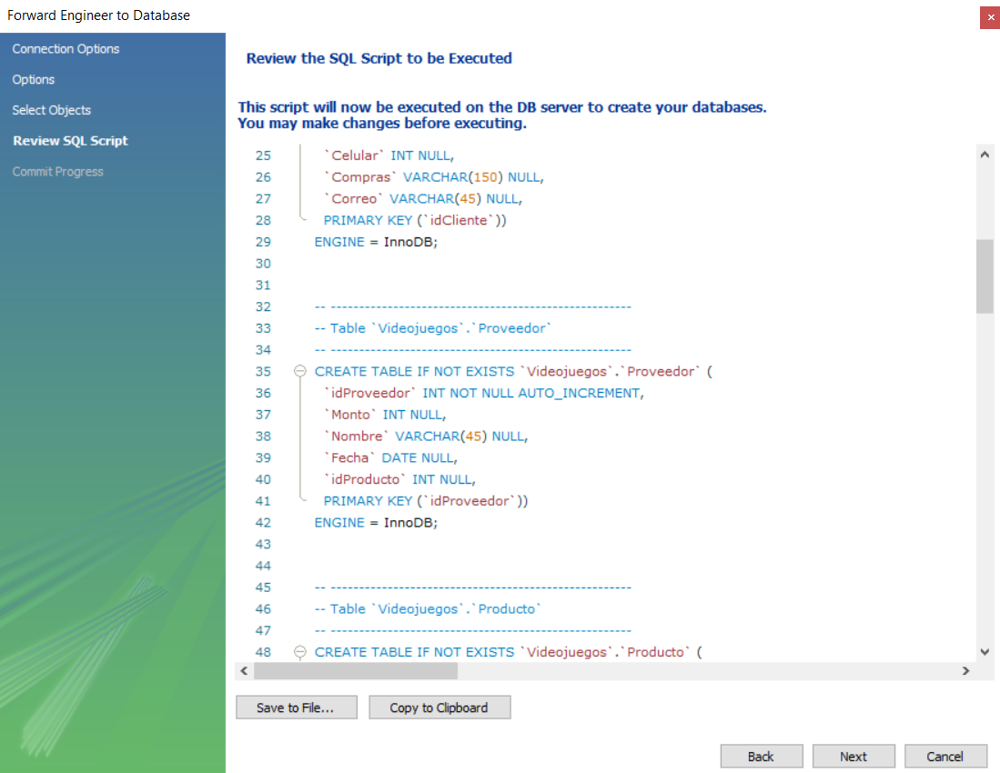 Forward Engineer to Database
Connection Options
Options
Select Objects
Review SQL Script
Commit Progress
Review the SQL Script to be Executed
This script will now be executed on the DB server to create your databases.
You may make changes before executing.
25 `Celular` INT NULL,
26 `Compras` VARCHAR(150) NULL,
27 `Correo` VARCHAR(45) NULL,
28 PRIMARY KEY (`idCliente`))
29 ENGINE = InnoDB;
30
31
32 -- -----------------------------------------------------
33 -- Table `Videojuegos`.`Proveedor`
34 -- -----------------------------------------------------
35 CREATE TABLE IF NOT EXISTS `Videojuegos`.`Proveedor` (
36 `idProveedor` INT NOT NULL AUTO_INCREMENT,
37 `Monto` INT NULL,
38 `Nombre` VARCHAR(45) NULL,
39 `Fecha` DATE NULL,
40 `idProducto` INT NULL,
41 PRIMARY KEY (`idProveedor`))
42 ENGINE = InnoDB;
43
44
45 -- -----------------------------------------------------
46 -- Table `Videojuegos`.`Producto`
47 -- -----------------------------------------------------
48 CREATE TABLE IF NOT EXISTS `Videojuegos`.`Producto` (
Save to File...
Copy to Clipboard
Back
Next
Cancel